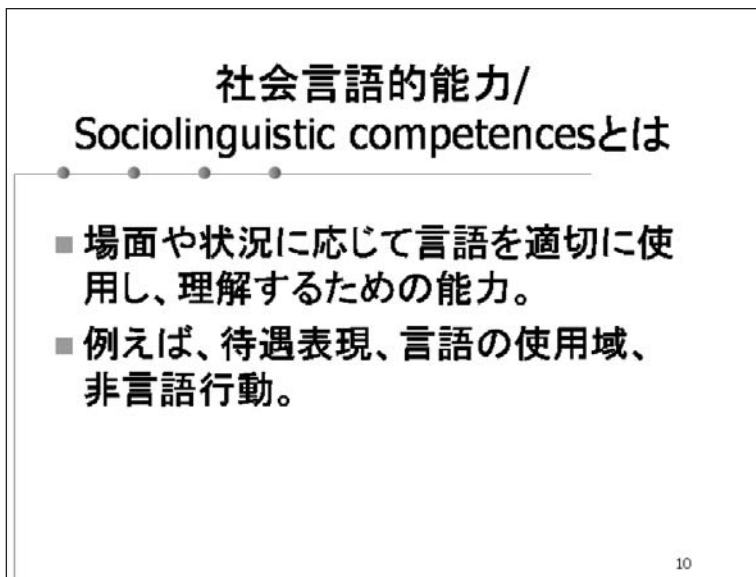 社会言語的能力/
Sociolinguistic competencesとは
場面や状況に応じて言語を適切に使
用し、理解するための能力。
例えば、待遇表現、言語の使用域、
非言語行動。
10